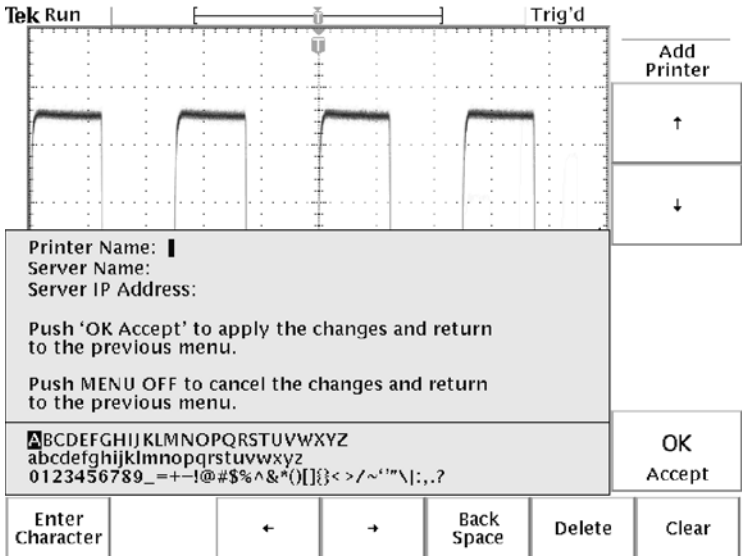 Tek Run
Trig'd
T
T
Add
Printer
↑
↓
Printer Name:
Server Name:
Server IP Address:
Push ‘OK Accept’ to apply the changes and return
to the previous menu.
Push MENU OFF to cancel the changes and return
to the previous menu.
ABCDEFGHIJKLMNOPQRSTUVWXYZ
abcdefghijklmnopqrstuvwxyz
0123456789_=+−!@#$%^&*()[]{}<>/~‘’”\|:,.?
OK
Accept
Enter
Character
←
→
Back
Space
Delete
Clear